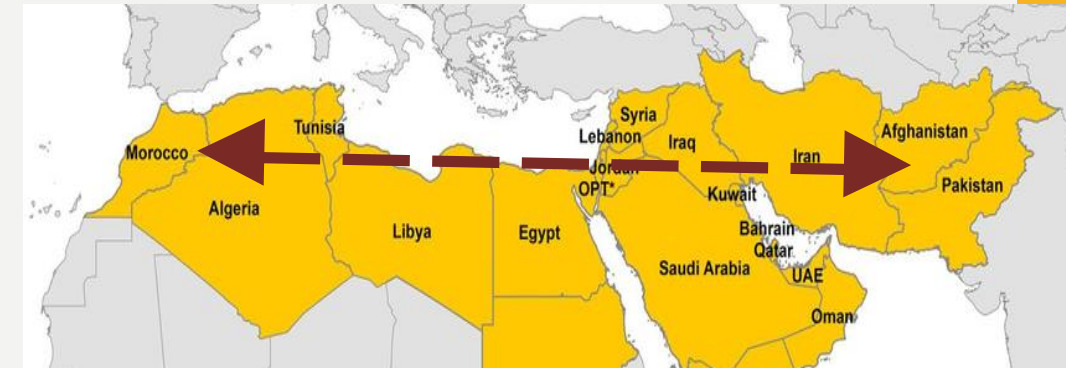 Morocco
Tunisia
Algeria
Libya
Egypt
Syria
Lebanon
Iraq
Jordan
OPT*
Kuwait
Iran
Afghanistan
Pakistan
Bahrain
Qatar
Saudi Arabia
UAE
Oman